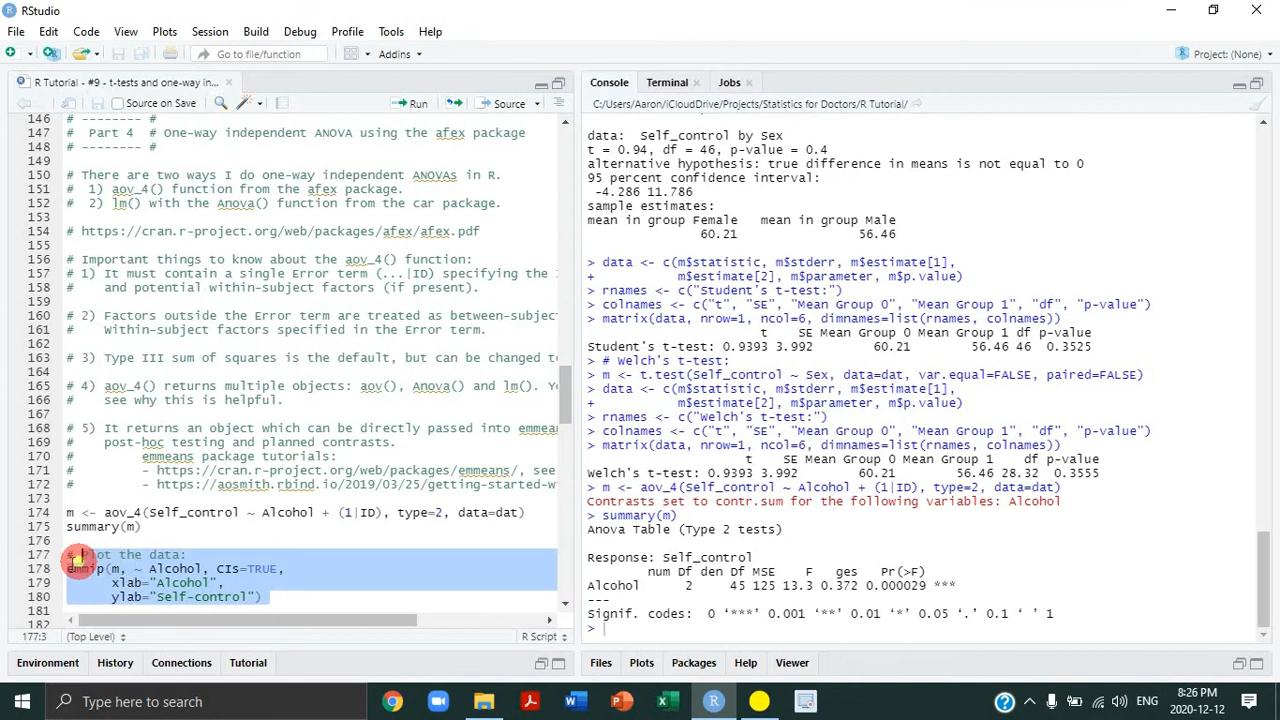 RStudio
File Edit Code View Plots Session Build Debug Profile Tools Help
Go to file/function
Addins
Project: (None)
R Tutorial - #9 - t-tests and one-way in...
Source on Save
Run
Source
146 # -------- #
147 #   Part 4  # One-way independent ANOVA using the afex package
148 # -------- #
149
150 # There are two ways I do one-way independent ANOVAs in R.
151 #  1) aov_4() function from the afex package.
152 #  2) lm() with the Anova() function from the car package.
153
154 # https://cran.r-project.org/web/packages/afex/afex.pdf
155
156 # Important things to know about the aov_4() function:
157 # 1) It must contain a single Error term (...|ID) specifying the
158 #    and potential within-subject factors (if present).
159
160 # 2) Factors outside the Error term are treated as between-subject
161 #    within-subject factors specified in the Error term.
162
163 # 3) Type III sum of squares is the default, but can be changed to
164
165 # 4) aov_4() returns multiple objects: aov(), Anova() and lm().
166 #    see why this is helpful.
167
168 # 5) It returns an object which can be directly passed into emmeans
169 #    post-hoc testing and planned contrasts.
170 #        emmeans package tutorials:
171 #         - https://cran.r-project.org/web/packages/emmeans/, see
172 #         - https://aosmith.rbind.io/2019/03/25/getting-started-w
173
174 m <- aov_4(Self_control ~ Alcohol + (1|ID), type=2, data=dat)
175 summary(m)
176
177 # Plot the data:
178 emmip(m, ~ Alcohol, CIs=TRUE,
179       xlab="Alcohol",
180       ylab="Self-control")
181
182
177:3 (Top Level) R Script
Environment History Connections Tutorial
Console Terminal Jobs
C:/Users/Aaron/iCloudDrive/Projects/Statistics for Doctors/R Tutorial/
data:  Self_control by Sex
t = 0.94, df = 46, p-value = 0.4
alternative hypothesis: true difference in means is not equal to 0
95 percent confidence interval:
 -4.286 11.786
sample estimates:
mean in group Female   mean in group Male
               60.21                56.46
> data <- c(m$statistic, m$stderr, m$estimate[1],
+           m$estimate[2], m$parameter, m$p.value)
> rnames <- c("Student's t-test:")
> colnames <- c("t", "SE", "Mean Group 0", "Mean Group 1", "df", "p-value")
> matrix(data, nrow=1, ncol=6, dimnames=list(rnames, colnames))
t    SE Mean Group 0 Mean Group 1 df p-value
Student's t-test: 0.9393 3.992        60.21        56.46 46  0.3525
> # Welch's t-test:
> m <- t.test(Self_control ~ Sex, data=dat, var.equal=FALSE, paired=FALSE)
> data <- c(m$statistic, m$stderr, m$estimate[1],
+           m$estimate[2], m$parameter, m$p.value)
> rnames <- c("Welch's t-test:")
> colnames <- c("t", "SE", "Mean Group 0", "Mean Group 1", "df", "p-value")
> matrix(data, nrow=1, ncol=6, dimnames=list(rnames, colnames))
t    SE Mean Group 0 Mean Group 1    df p-value
Welch's t-test: 0.9393 3.992        60.21        56.46 28.32  0.3555
> m <- aov_4(Self_control ~ Alcohol + (1|ID), type=2, data=dat)
Contrasts set to contr.sum for the following variables: Alcohol
> summary(m)
Anova Table (Type 2 tests)
Response: Self_control
num Df den Df MSE    F   ges   Pr(>F)
Alcohol      2     45 125 13.3 0.372 0.000029 ***
---
Signif. codes:  0 ‘***’ 0.001 ‘**’ 0.01 ‘*’ 0.05 ‘.’ 0.1 ‘ ’ 1
>
Files Plots Packages Help Viewer
Type here to search
ENG
8:26 PM
2020-12-12